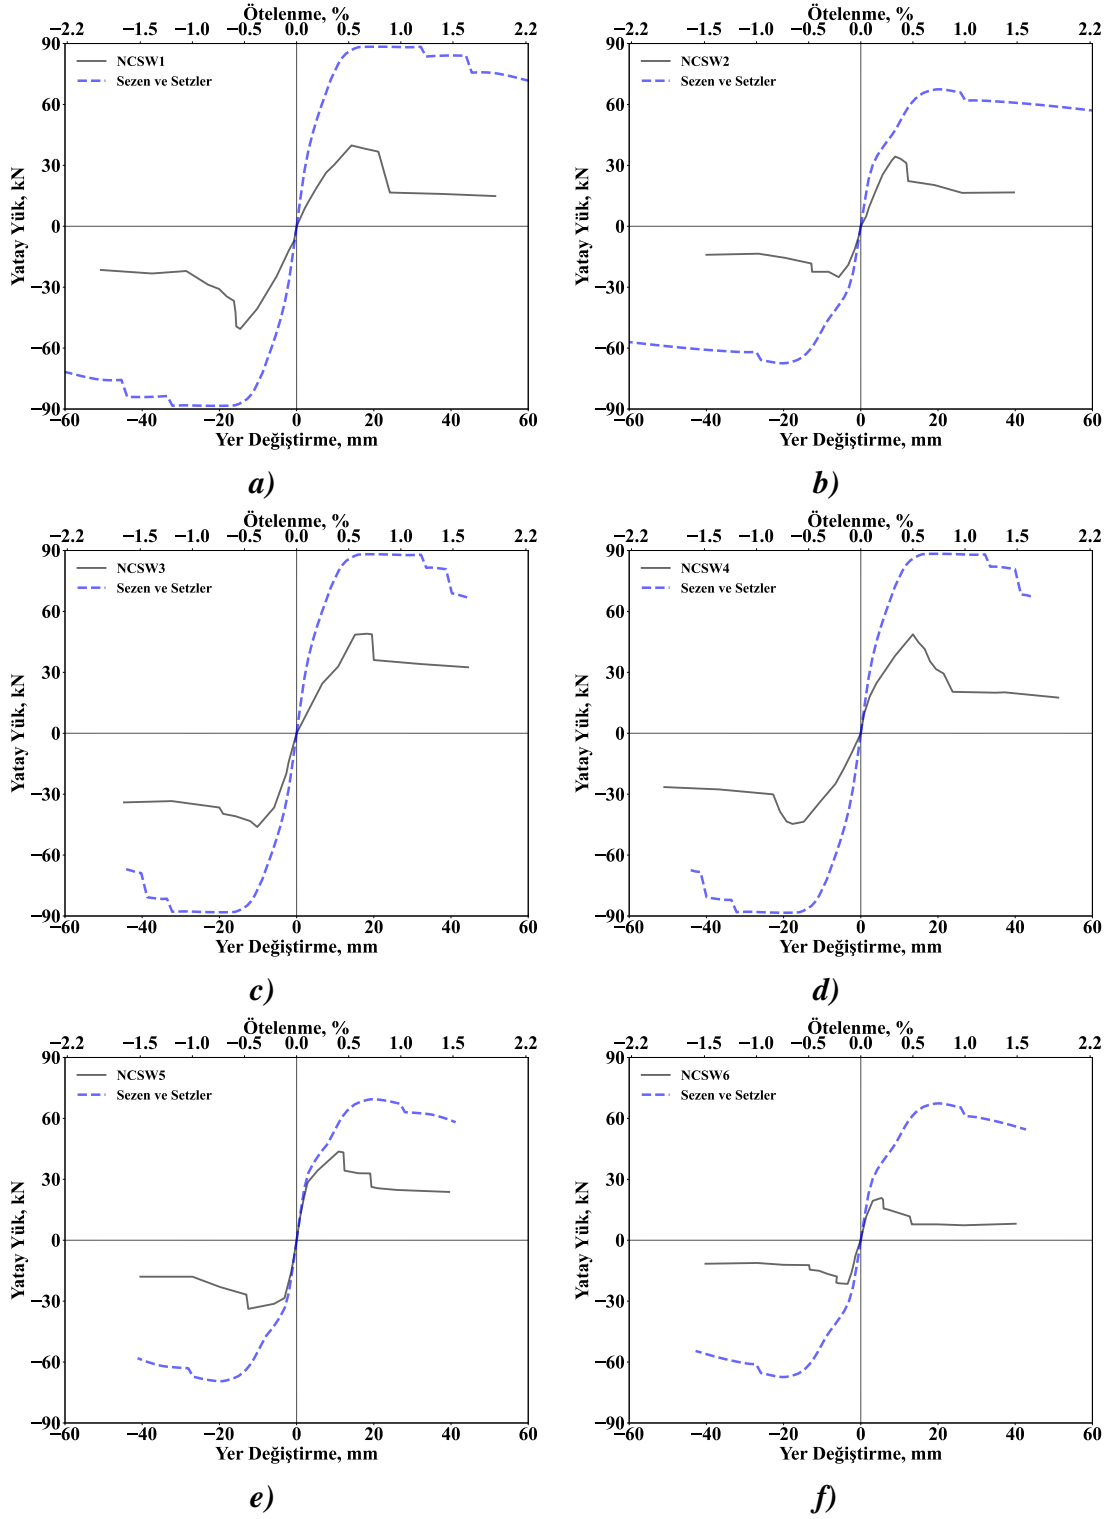 Ötelenme, %
−2.2 −1.5 −1.0 −0.5 0.0 0.5 1.0 1.5 2.2
90
60
30
0
−30
−60
−90
Yatay Yük, kN
NCSW1
Sezen ve Setzler
−60 −40 −20 0 20 40 60
Yer Değiştirme, mm
a)
Ötelenme, %
−2.2 −1.5 −1.0 −0.5 0.0 0.5 1.0 1.5 2.2
90
60
30
0
−30
−60
−90
Yatay Yük, kN
NCSW2
Sezen ve Setzler
−60 −40 −20 0 20 40 60
Yer Değiştirme, mm
b)
Ötelenme, %
−2.2 −1.5 −1.0 −0.5 0.0 0.5 1.0 1.5 2.2
90
60
30
0
−30
−60
−90
Yatay Yük, kN
NCSW3
Sezen ve Setzler
−60 −40 −20 0 20 40 60
Yer Değiştirme, mm
c)
Ötelenme, %
−2.2 −1.5 −1.0 −0.5 0.0 0.5 1.0 1.5 2.2
90
60
30
0
−30
−60
−90
Yatay Yük, kN
NCSW4
Sezen ve Setzler
−60 −40 −20 0 20 40 60
Yer Değiştirme, mm
d)
Ötelenme, %
−2.2 −1.5 −1.0 −0.5 0.0 0.5 1.0 1.5 2.2
90
60
30
0
−30
−60
−90
Yatay Yük, kN
NCSW5
Sezen ve Setzler
−60 −40 −20 0 20 40 60
Yer Değiştirme, mm
e)
Ötelenme, %
−2.2 −1.5 −1.0 −0.5 0.0 0.5 1.0 1.5 2.2
90
60
30
0
−30
−60
−90
Yatay Yük, kN
NCSW6
Sezen ve Setzler
−60 −40 −20 0 20 40 60
Yer Değiştirme, mm
f)